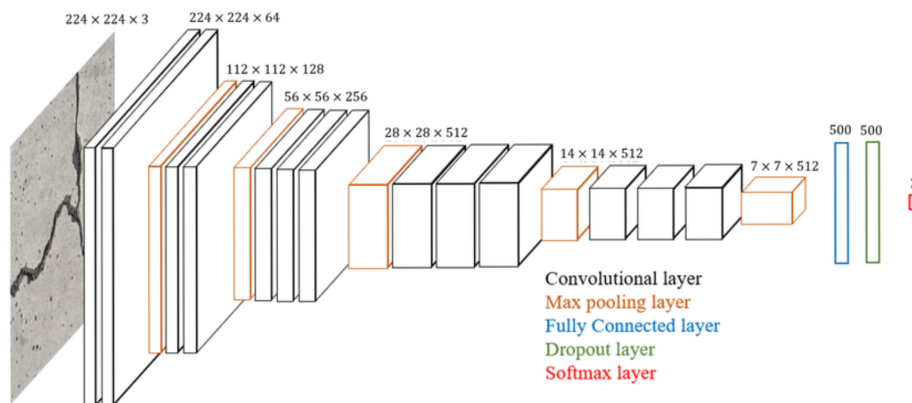 224 × 224 × 3
224 × 224 × 64
112 × 112 × 128
56 × 56 × 256
28 × 28 × 512
14 × 14 × 512
7 × 7 × 512
500
500
Convolutional layer
Max pooling layer
Fully Connected layer
Dropout layer
Softmax layer